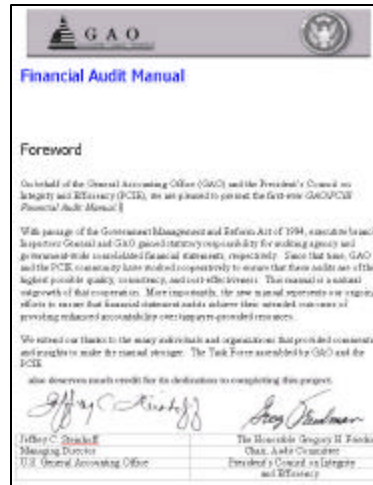 G A O
Financial Audit Manual
Foreword
On behalf of the General Accounting Office (GAO) and the President's Council on
Integrity and Efficiency (PCIE), we are pleased to present the first-ever GAO/PCIE
Financial Audit Manual.
With passage of the Government Management and Reform Act of 1994, executive branch
Inspectors General and GAO gained statutory responsibility for auditing agency and
government-wide consolidated financial statements, respectively. Since that time, GAO
and the PCIE community have worked cooperatively to ensure that these audits are of the
highest possible quality, consistency, and cost-effectiveness. This manual is a natural
outgrowth of that cooperation. More importantly, the new manual represents our ongoing
efforts to ensure that financial statement audits achieve their intended outcome of
providing enhanced accountability over taxpayer-provided resources.
We extend our thanks to the many individuals and organizations that provided comments
and insights to make the manual stronger. The Task Force assembled by GAO and the
PCIE
also deserves much credit for its dedication to completing this project.
Jeffrey C. Steinhoff The Honorable Gregory H. Friedm
Managing Director Chair, Audit Committee
U.S. General Accounting Office President's Council on Integrity
and Efficiency